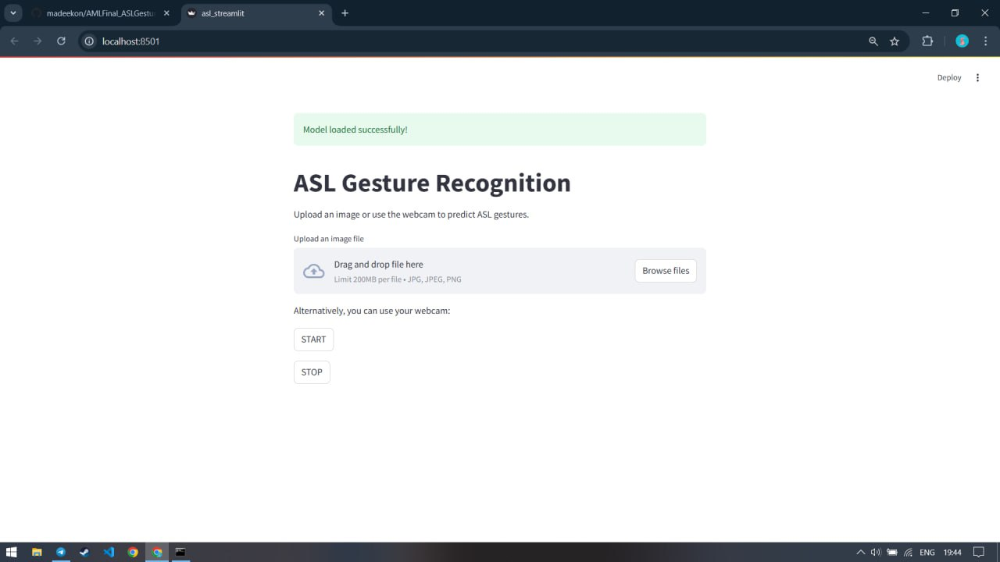 madeekon/AMLFinal_ASLGestu
asl_streamlit
localhost:8501
Deploy
Model loaded successfully!
ASL Gesture Recognition
Upload an image or use the webcam to predict ASL gestures.
Upload an image file
Drag and drop file here
Limit 200MB per file • JPG, JPEG, PNG
Browse files
Alternatively, you can use your webcam:
START
STOP
ENG
19:44